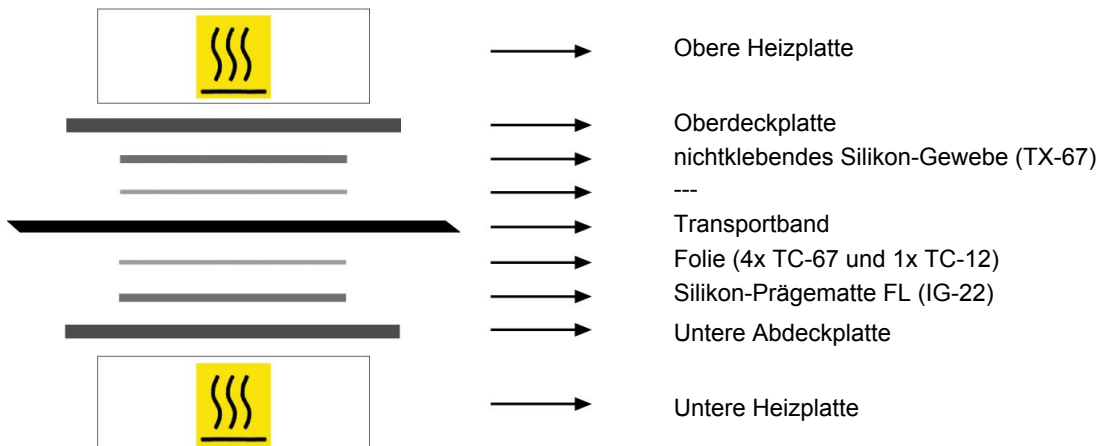 Obere Heizplatte
Oberdeckplatte
nichtklebendes Silikon-Gewebe (TX-67)
---
Transportband
Folie (4x TC-67 und 1x TC-12)
Silikon-Prägematte FL (IG-22)
Untere Abdeckplatte
Untere Heizplatte